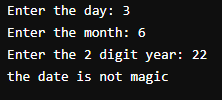 Enter the day: 3
Enter the month: 6
Enter the 2 digit year: 22
the date is not magic